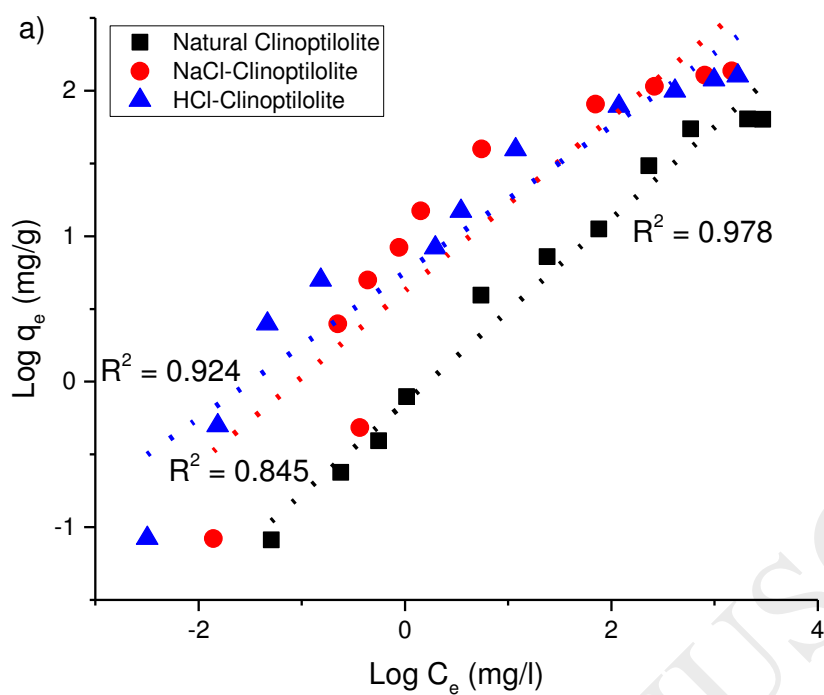 a)
Natural Clinoptilolite
NaCl-Clinoptilolite
HCl-Clinoptilolite
2
1
0
-1
Log qₑ (mg/g)
R² = 0.978
R² = 0.924
R² = 0.845
-2
0
2
4
Log Cₑ (mg/l)